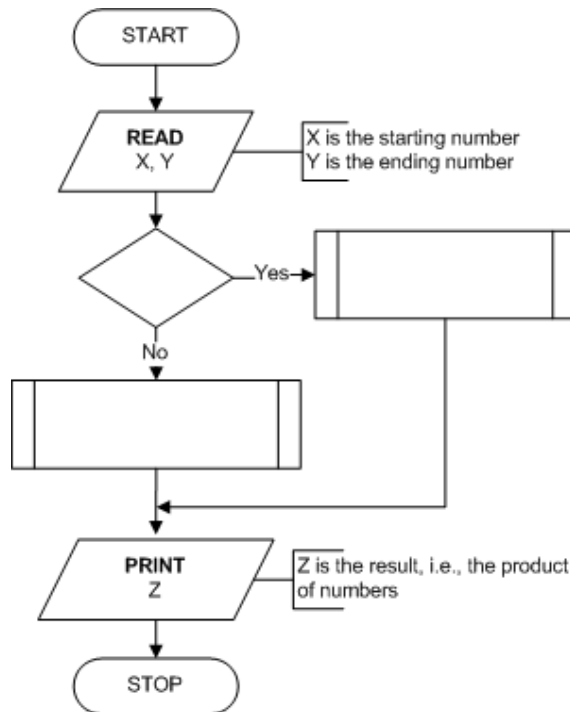 START
READ
X, Y
X is the starting number
Y is the ending number
Yes
No
PRINT
Z
Z is the result, i.e., the product
of numbers
STOP